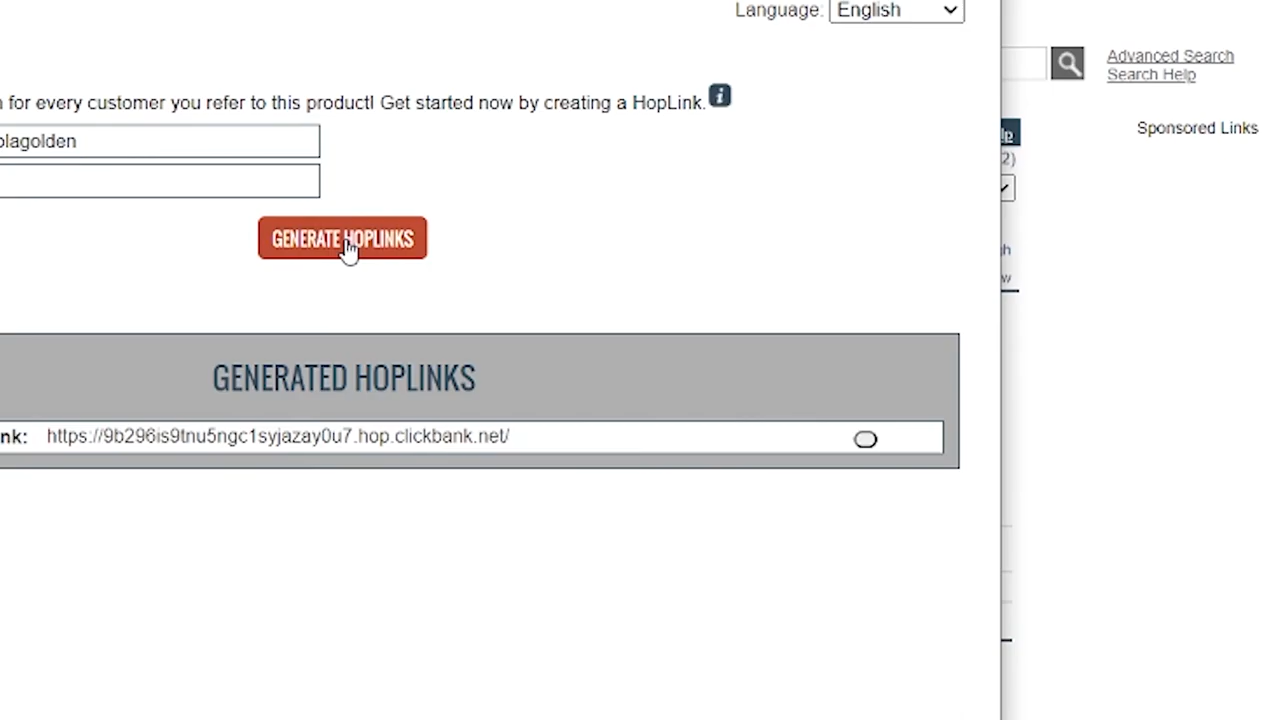 Language: English
Advanced Search
Search Help
for every customer you refer to this product! Get started now by creating a HopLink.
Sponsored Links
olagolden
2)
GENERATE HOPLINKS
GENERATED HOPLINKS
nk: https://9b296is9tnu5ngc1syjazay0u7.hop.clickbank.net/